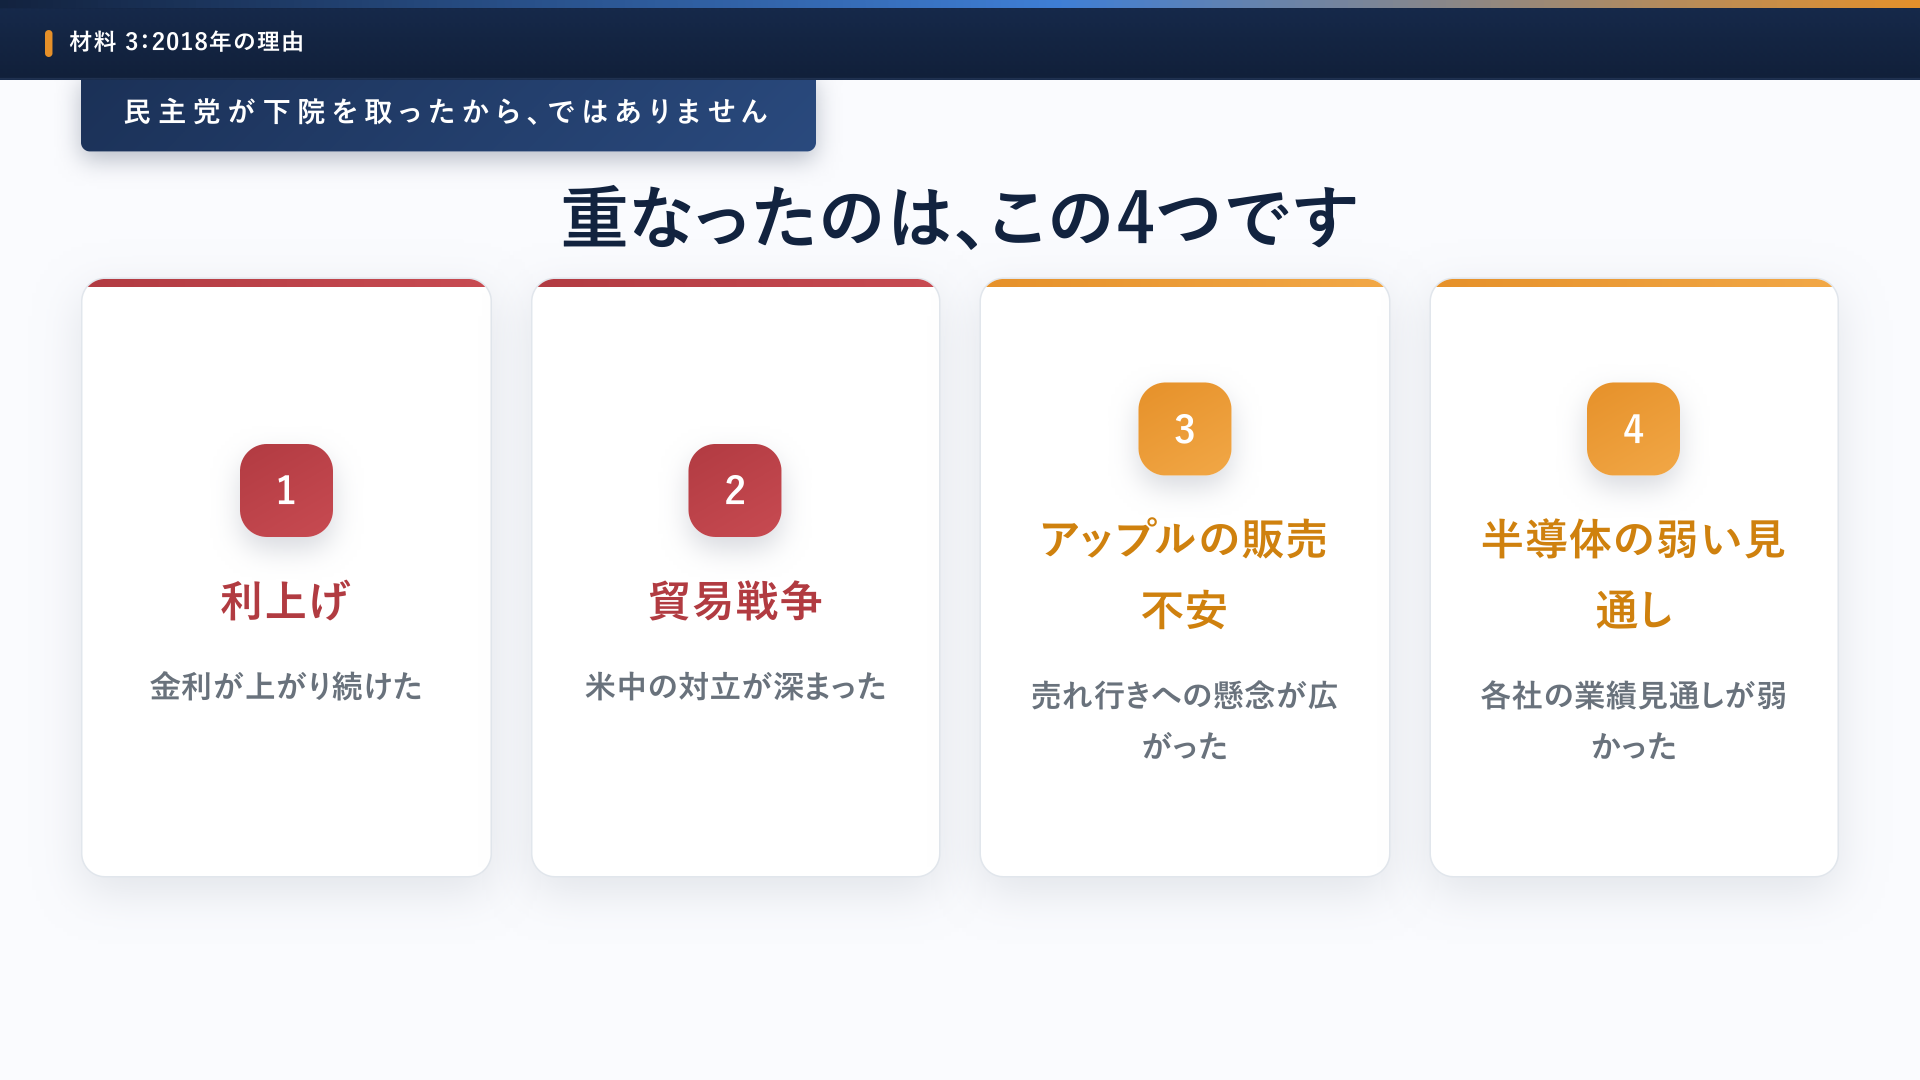 材料 3：2018年の理由
民主党が下院を取ったから、ではありません
重なったのは、この4つです
1
利上げ
金利が上がり続けた
2
貿易戦争
米中の対立が深まった
3
アップルの販売
不安
売れ行きへの懸念が広
がった
4
半導体の弱い見
通し
各社の業績見通しが弱
かった